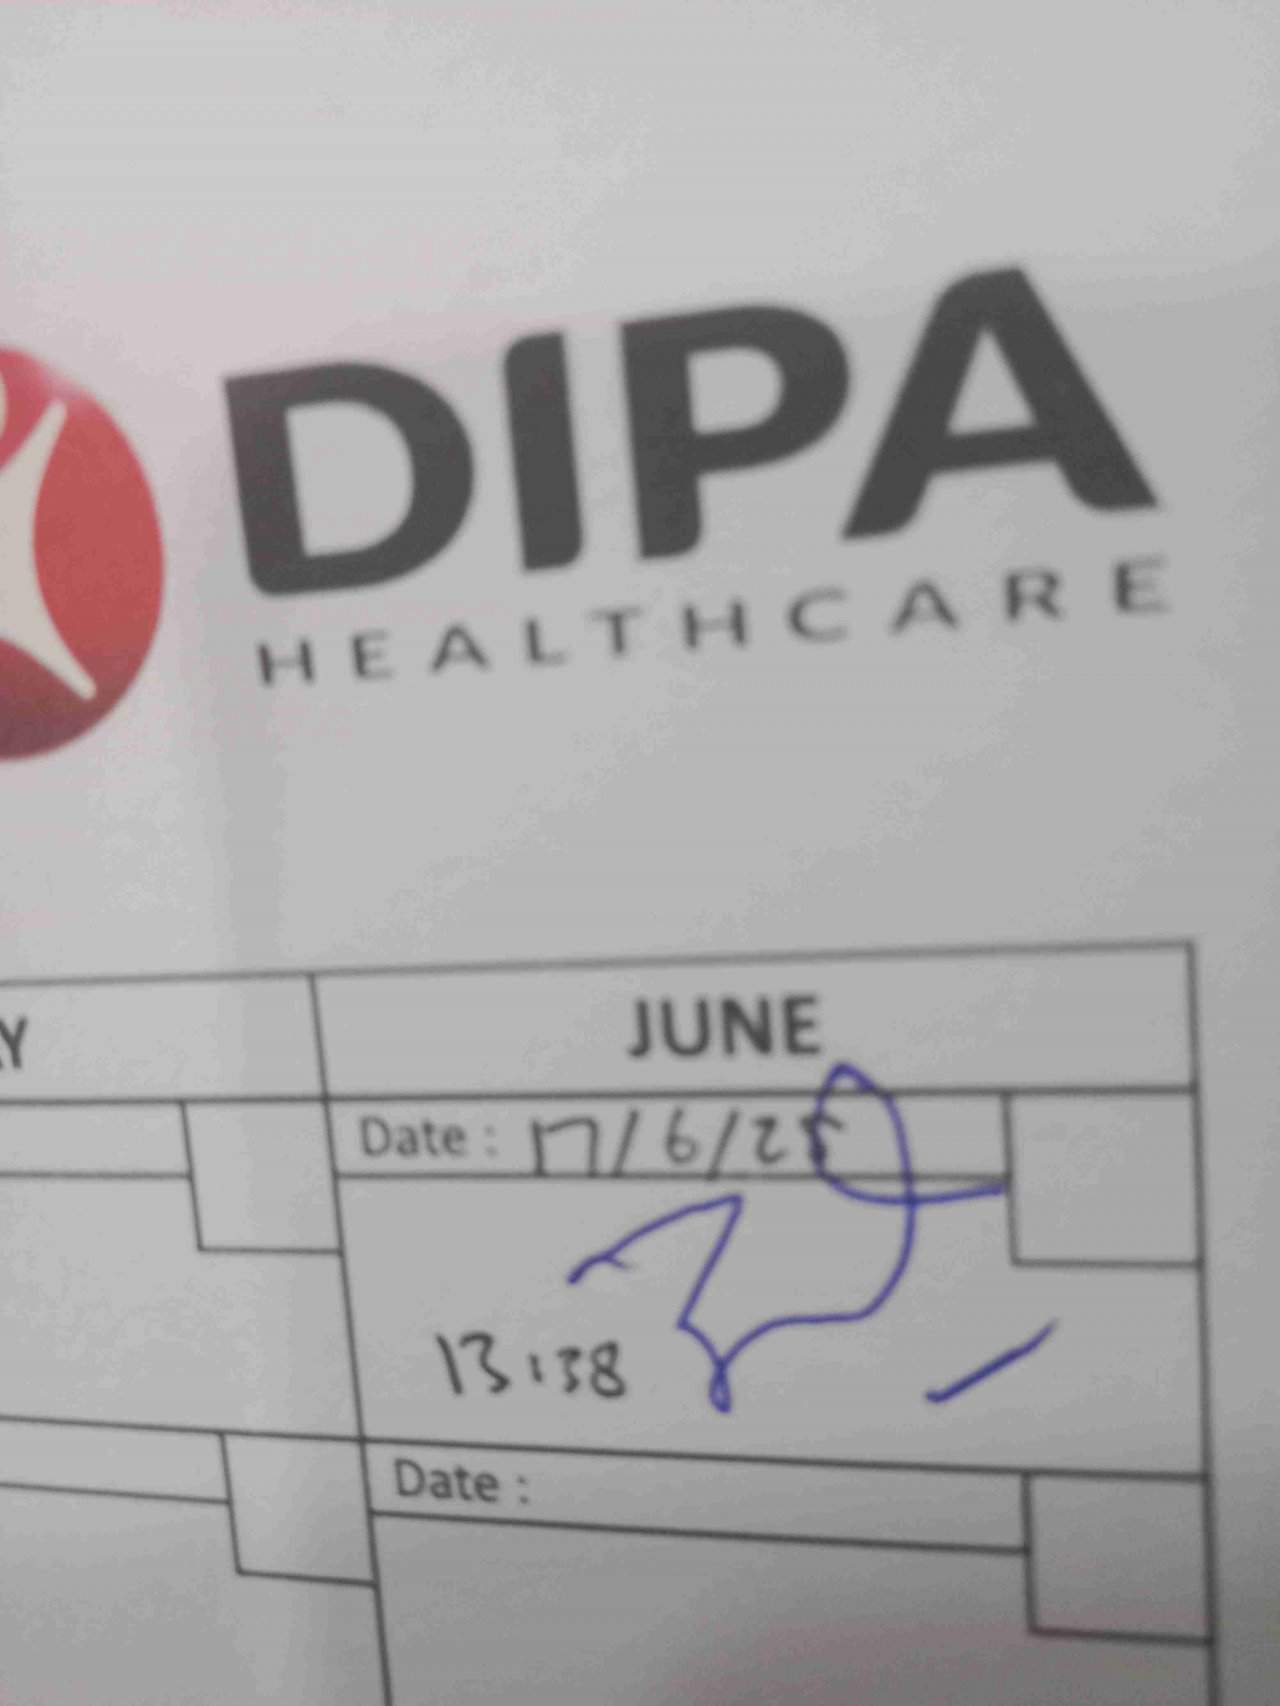 DIPA
HEALTHCARE
JUNE
Date : 17/6/25
13:38
Date :